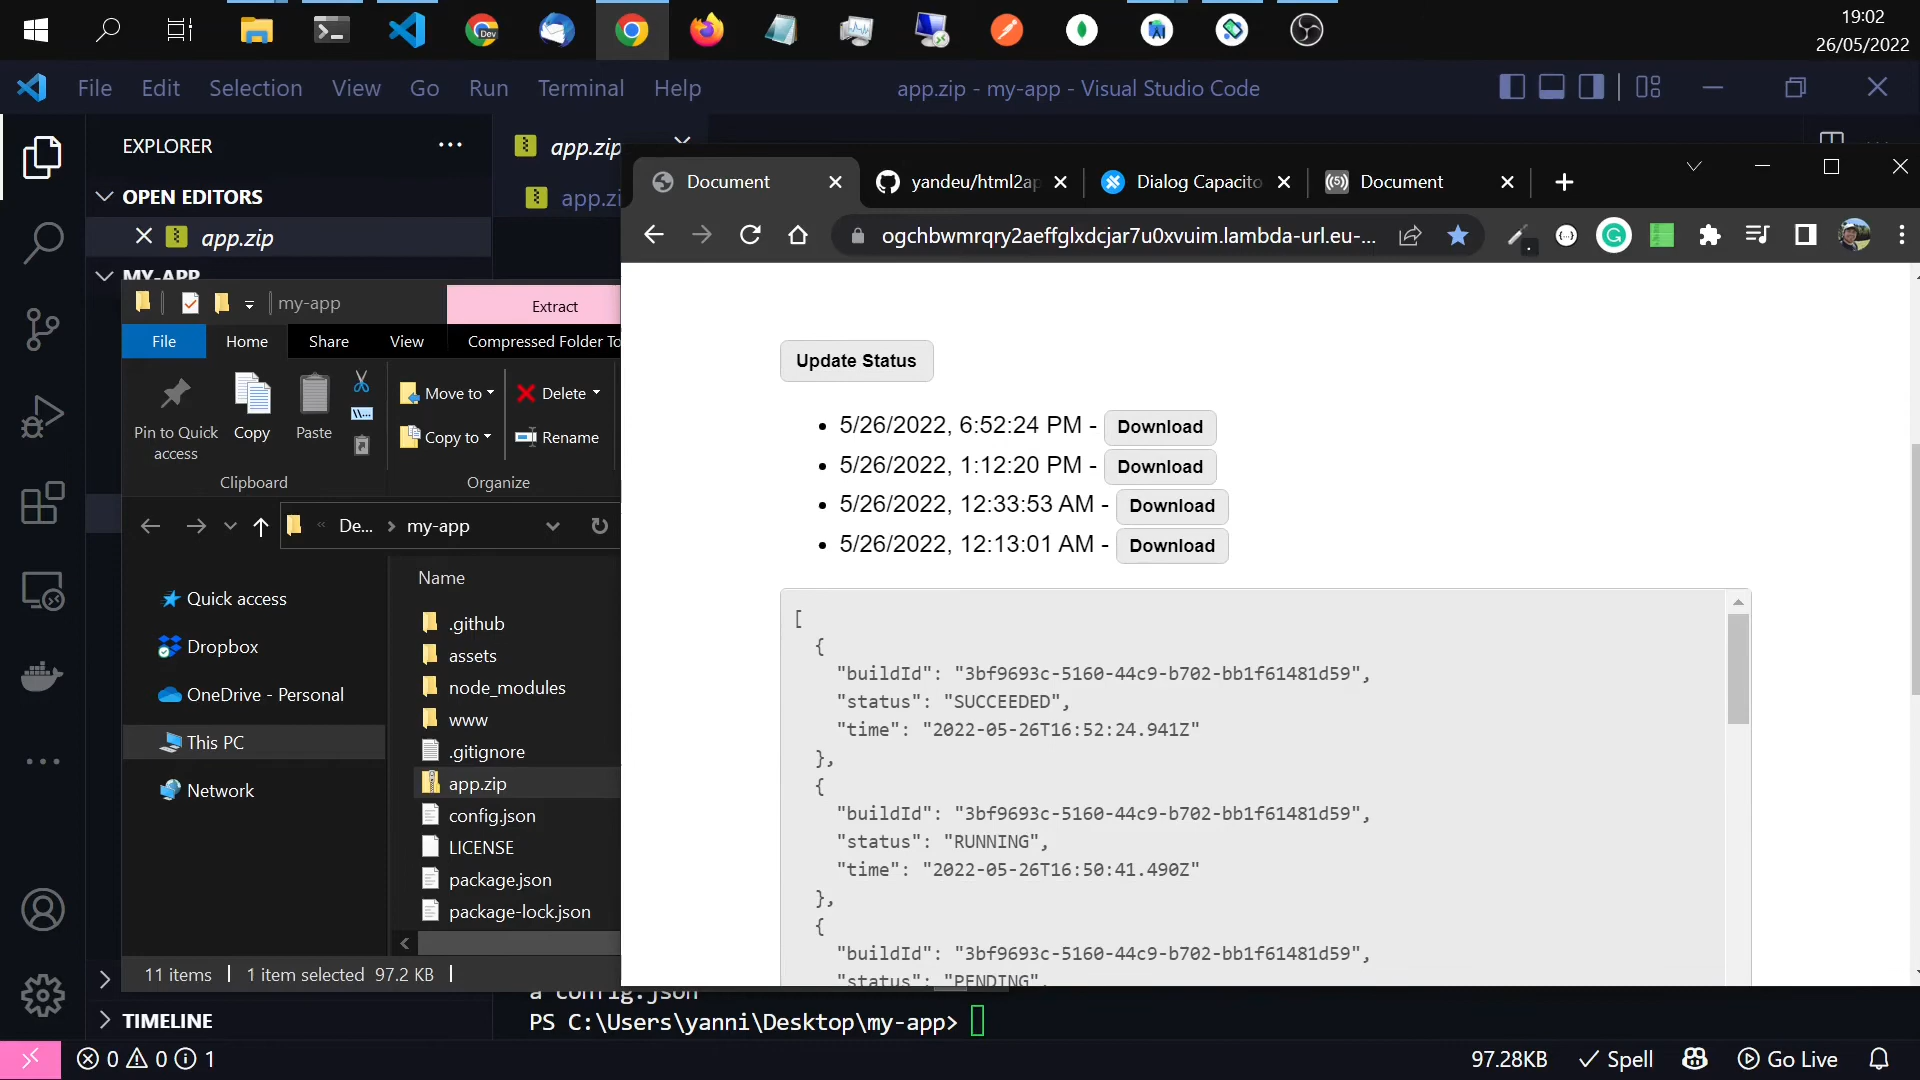 19:02
26/05/2022
Dev
File Edit Selection View Go Run Terminal Help
app.zip - my-app - Visual Studio Code
EXPLORER
OPEN EDITORS
app.zip
MY-APP
app.zip
Document
yandeu/html2ap
Dialog Capacito
Document
ogchbwmrqry2aeffglxdcjar7u0xvuim.lambda-url.eu-...
my-app
Extract
File Home Share View Compressed Folder To
Pin to Quick access
Copy
Paste
Move to
Copy to
Delete
Rename
Clipboard
Organize
De... my-app
Quick access
Dropbox
OneDrive - Personal
This PC
Network
Name
.github
assets
node_modules
www
.gitignore
app.zip
config.json
LICENSE
package.json
package-lock.json
11 items 1 item selected 97.2 KB
Update Status
• 5/26/2022, 6:52:24 PM - Download
• 5/26/2022, 1:12:20 PM - Download
• 5/26/2022, 12:33:53 AM - Download
• 5/26/2022, 12:13:01 AM - Download
[
{
"buildId": "3bf9693c-5160-44c9-b702-bb1f61481d59",
"status": "SUCCEEDED",
"time": "2022-05-26T16:52:24.941Z"
},
{
"buildId": "3bf9693c-5160-44c9-b702-bb1f61481d59",
"status": "RUNNING",
"time": "2022-05-26T16:50:41.490Z"
},
{
"buildId": "3bf9693c-5160-44c9-b702-bb1f61481d59",
"status": "PENDING",
a config.json
PS C:\Users\yanni\Desktop\my-app>
TIMELINE
0 0 1
97.28KB
Spell
Go Live